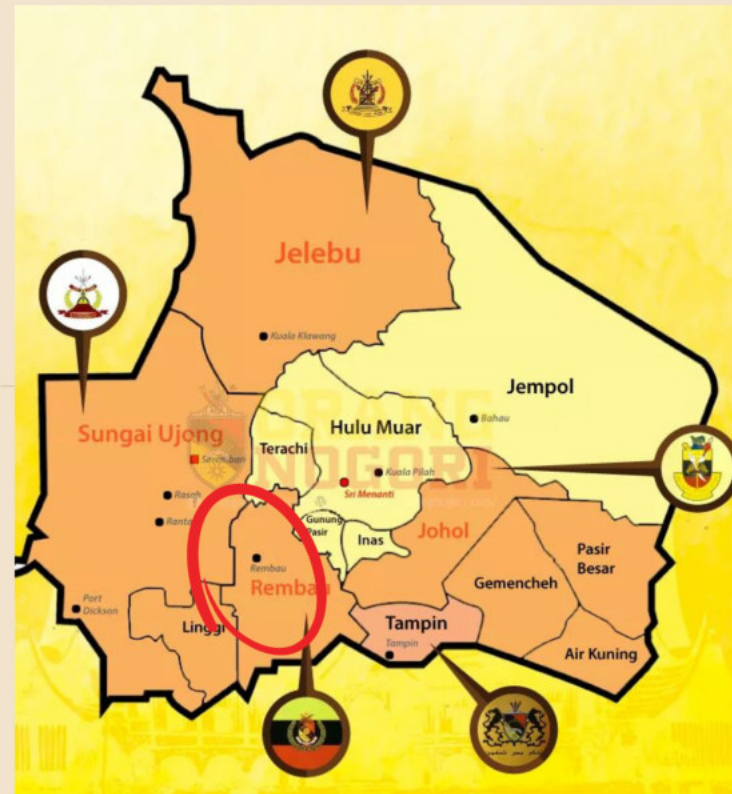 Jelebu
Kuala Klawang
Jempol
Sungai Ujong
Hulu Muar
Bahau
ORANG
NOGORI
Terachi
Seremban
Kuala Pilah
Sri Menanti
Rasah
Gunung
Pasir
Johol
Inas
Pasir
Besar
Rembau
Rembau
Gemencheh
Port
Dickson
Linggi
Tampin
Tampin
Air Kuning